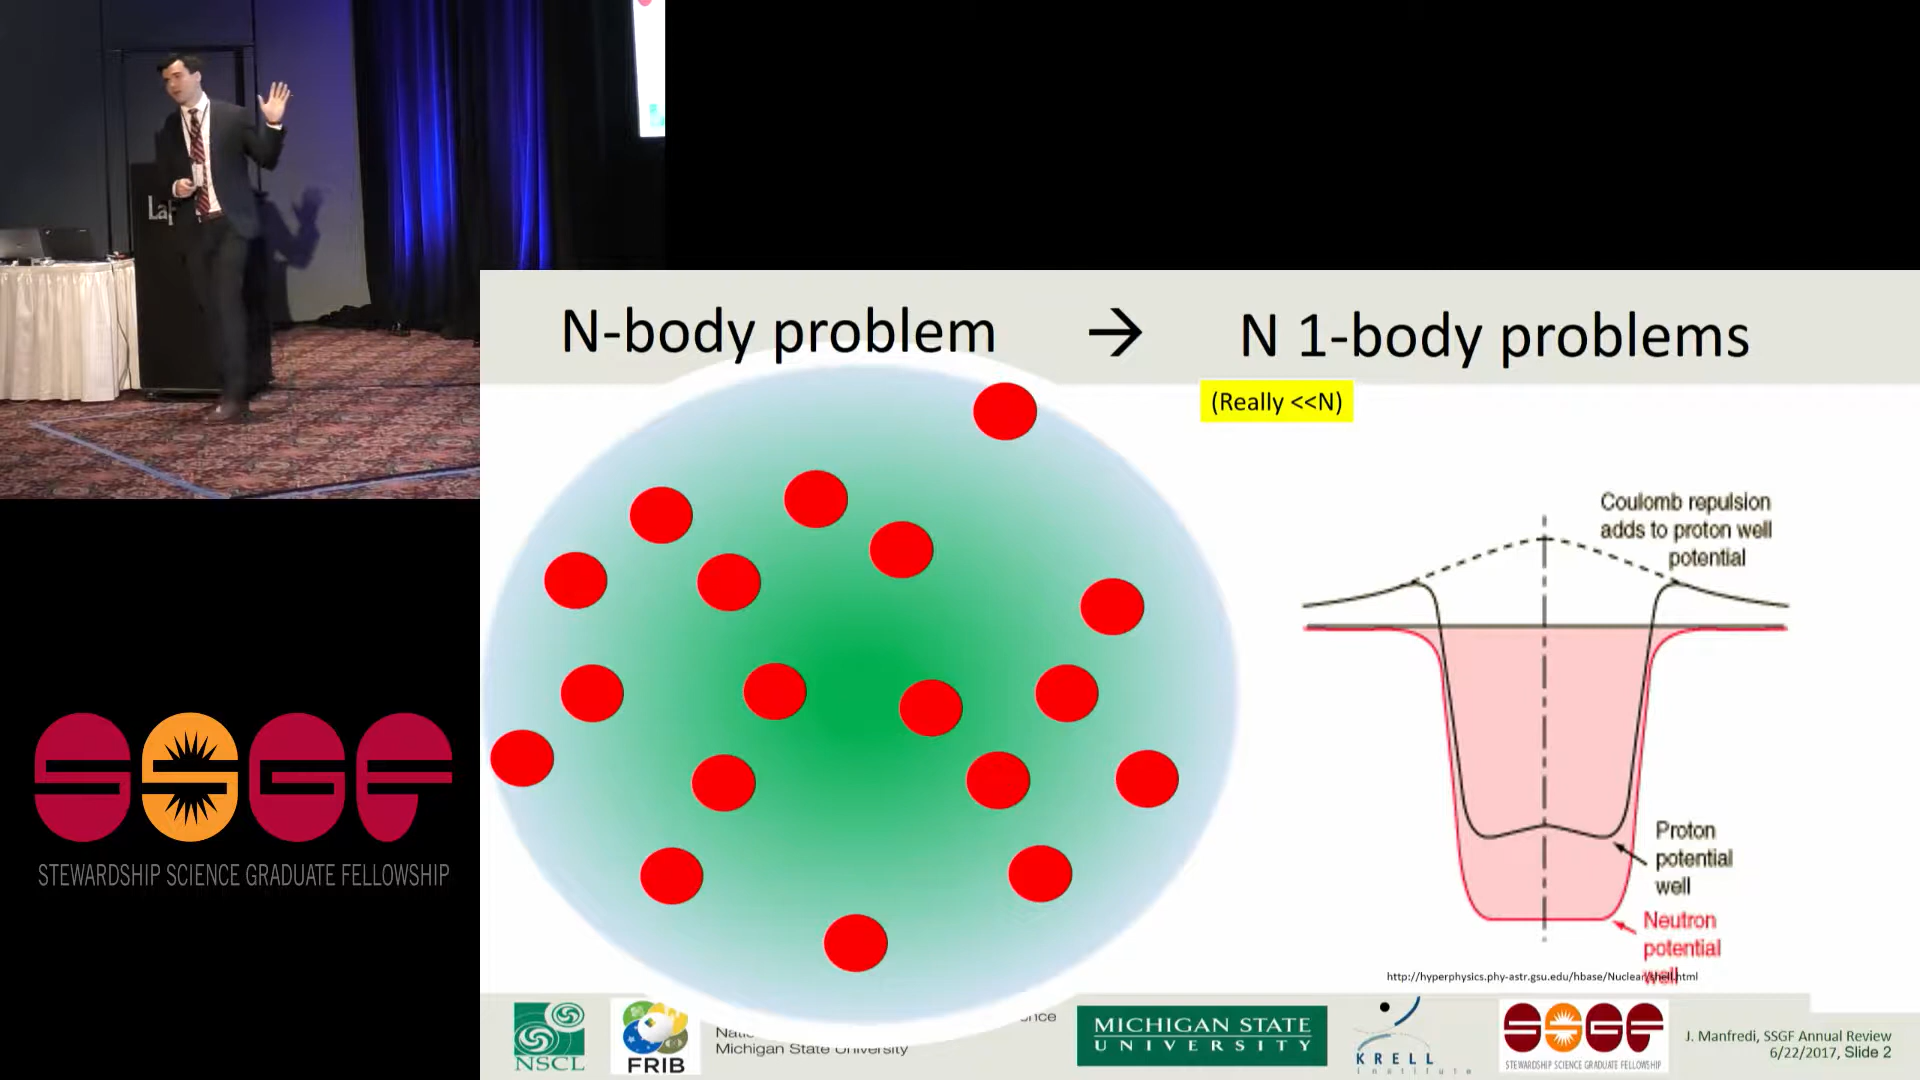 La
N-body problem → N 1-body problems
(Really <<N)
Coulomb repulsion
adds to proton well
potential
Proton
potential
well
Neutron
potential
well
http://hyperphysics.phy-astr.gsu.edu/hbase/Nuclear/shell.html
SSGF
STEWARDSHIP SCIENCE GRADUATE FELLOWSHIP
NSCL
FRIB
Michigan State University
MICHIGAN STATE
UNIVERSITY
KRELL
Institute
SSGF
STEWARDSHIP SCIENCE GRADUATE FELLOWSHIP
J. Manfredi, SSGF Annual Review
6/22/2017, Slide 2